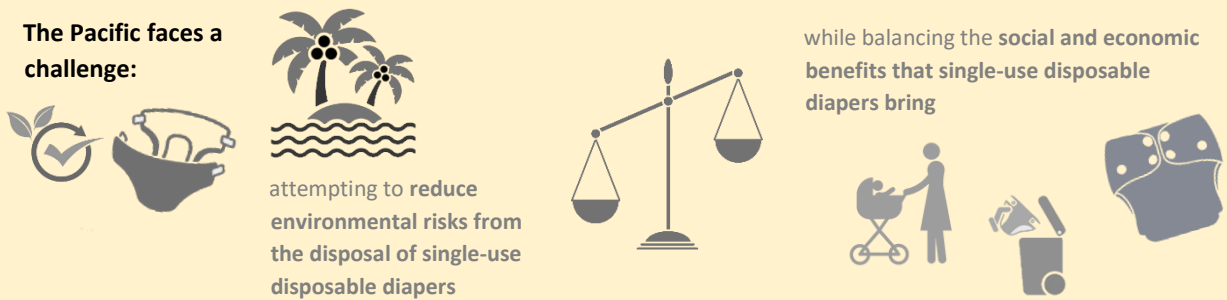 The Pacific faces a
challenge:
attempting to reduce
environmental risks from
the disposal of single-use
disposable diapers
while balancing the social and economic
benefits that single-use disposable
diapers bring